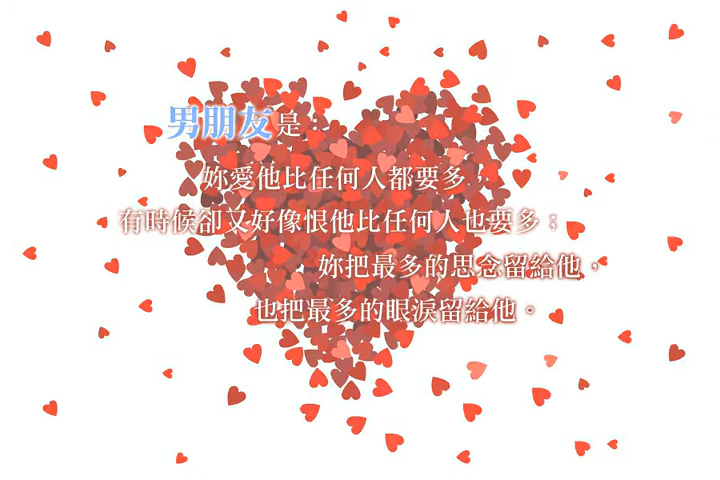 男朋友是：
妳愛他比任何人都要多，
有時候卻又好像恨他比任何人也要多；
妳把最多的思念留給他，
也把最多的眼淚留給他。